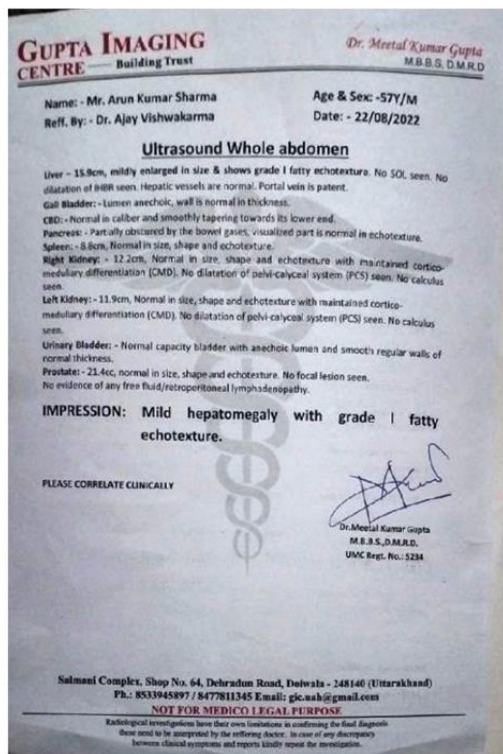 GUPTA IMAGING
CENTRE Building Trust
Dr. Meetal Kumar Gupta
M.B.B.S, D.M.R.D
Name: - Mr. Arun Kumar Sharma
Age & Sex: -57Y/M
Reff. By: - Dr. Ajay Vishwakarma
Date: - 22/08/2022
Ultrasound Whole abdomen
Liver – 15.9cm, mildly enlarged in size & shows grade I fatty echotexture. No SOL seen. No
dilatation of IHBR seen. Hepatic vessels are normal. Portal vein is patent.
Gall Bladder: - Lumen anechoic, wall is normal in thickness.
CBD: - Normal in caliber and smoothly tapering towards its lower end.
Pancreas: - Partially obstured by the bowel gases, visualized part is normal in echotexture.
Spleen: - 8.8cm, Normal in size, shape and echotexture.
Right Kidney: - 12.2cm, Normal in size, shape and echotexture with maintained cortico-
medullary differentiation (CMD). No dilatation of pelvi-calyceal system (PCS) seen. No calculus
seen.
Left Kidney: - 11.9cm, Normal in size, shape and echotexture with maintained cortico-
medullary differentiation (CMD). No dilatation of pelvi-calyceal system (PCS) seen. No calculus
seen.
Urinary Bladder: - Normal capacity bladder with anechoic lumen and smooth regular walls of
normal thickness.
Prostate: - 21.4cc, normal in size, shape and echotexture. No focal lesion seen.
No evidence of any free fluid/retroperitoneal lymphadenopathy.
IMPRESSION: Mild hepatomegaly with grade I fatty
echotexture.
PLEASE CORRELATE CLINICALLY
Dr.Meetal Kumar Gupta
M.B.B.S.,D.M.R.D.
UMC Regt. No.: 5234
Salmani Complex, Shop No. 64, Dehradun Road, Doiwala - 248140 (Uttarakhand)
Ph.: 8533945897 / 8477811345 Email: gic.uah@gmail.com
NOT FOR MEDICO LEGAL PURPOSE
Radiological investigations have their own limitations in confirming the final diagnosis
these need to be interpreted by the reffering doctor. In case of any discrepancy
between clinical symptoms and reports kindly repeat the investigation.